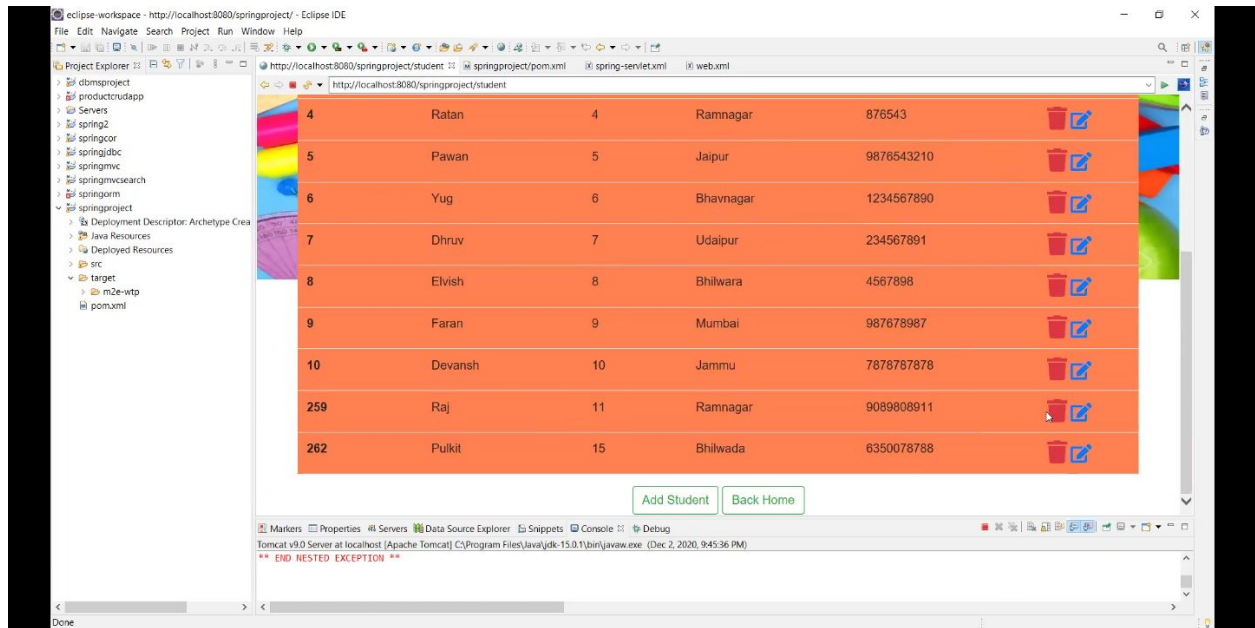 eclipse-workspace - http://localhost:8080/springproject/ - Eclipse IDE
File Edit Navigate Search Project Run Window Help
Project Explorer
http://localhost:8080/springproject/student springproject/pom.xml spring-servlet.xml web.xml
http://localhost:8080/springproject/student
dbmsproject
productcrudapp
Servers
spring2
springcor
springjdbc
springmvc
springmvcsearch
springorm
springproject
Deployment Descriptor: Archetype Crea
Java Resources
Deployed Resources
src
target
m2e-wtp
pom.xml
4 Ratan 4 Ramnagar 876543
5 Pawan 5 Jaipur 9876543210
6 Yug 6 Bhavnagar 1234567890
7 Dhruv 7 Udaipur 234567891
8 Elvish 8 Bhilwara 4567898
9 Faran 9 Mumbai 987678987
10 Devansh 10 Jammu 7878787878
259 Raj 11 Ramnagar 9089808911
262 Pulkit 15 Bhilwada 6350078788
Add Student Back Home
Markers Properties Servers Data Source Explorer Snippets Console Debug
Tomcat v9.0 Server at localhost [Apache Tomcat] C:\Program Files\Java\jdk-15.0.1\bin\javaw.exe (Dec 2, 2020, 9:45:36 PM)
** END NESTED EXCEPTION **
Done